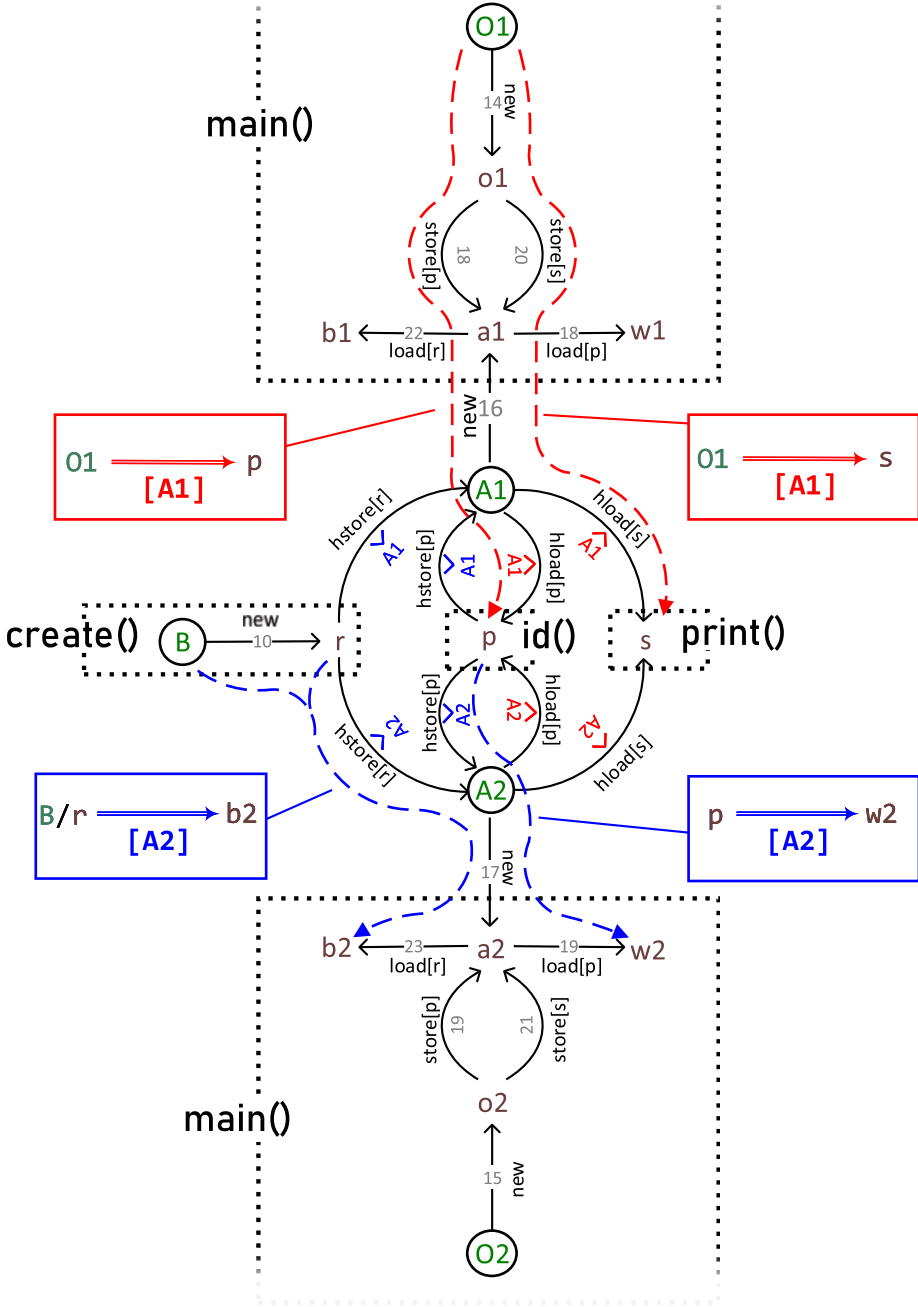 O1
14
new
main()
o1
store[p]
18
20
store[s]
b1
22
a1
18
w1
load[r]
load[p]
new
16
O1
p
[A1]
O1
s
[A1]
A1
hstore[r]
A1
hstore[p]
A1
A1
hload[p]
A1
hload[s]
create()
B
new
10
r
p
id()
s
print()
hstore[r]
A2
hstore[p]
A2
A2
hload[p]
A2
hload[s]
A2
B/r
b2
[A2]
p
w2
[A2]
17
new
b2
23
a2
19
w2
load[r]
load[p]
store[p]
19
21
store[s]
o2
main()
15
new
O2